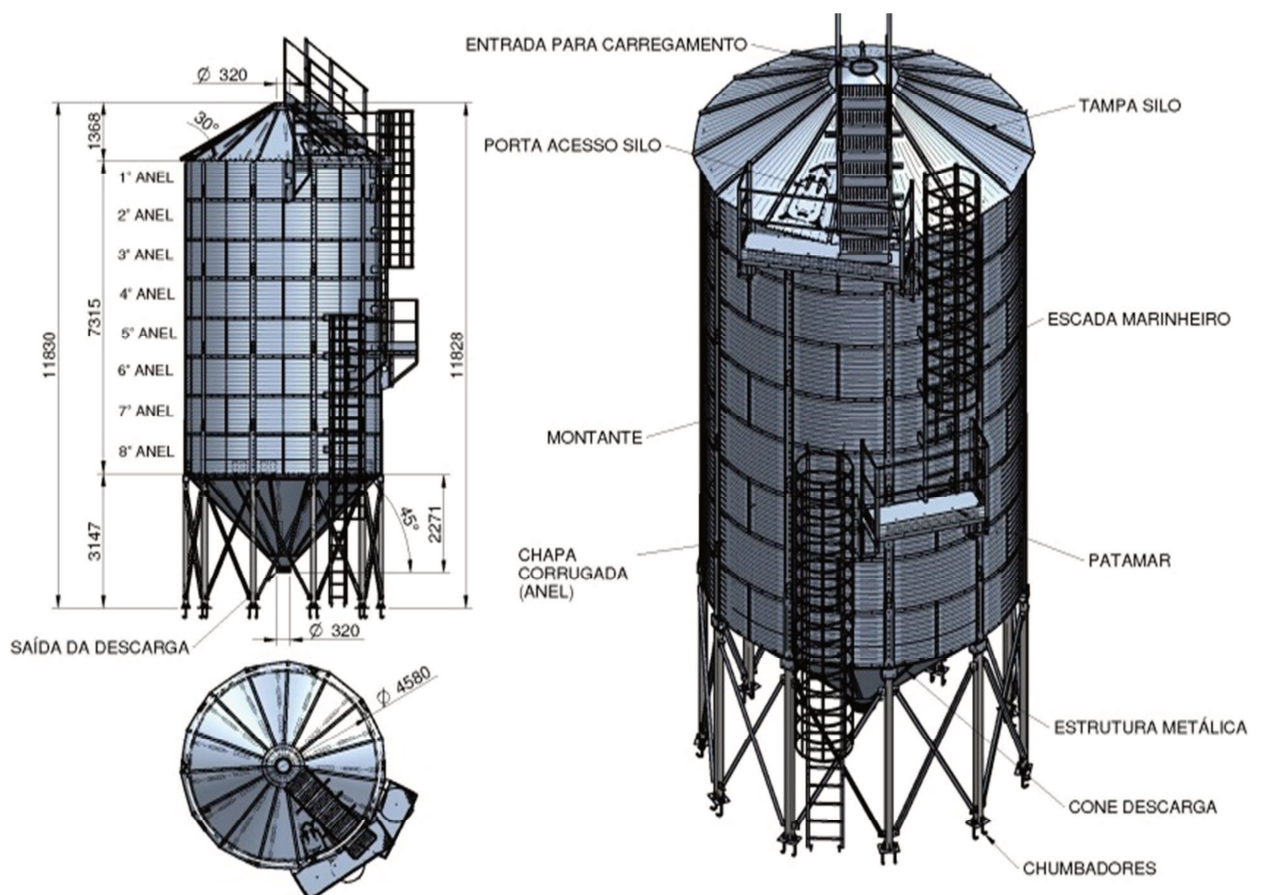 Ø 320
30°
1368
1° ANEL
2° ANEL
3° ANEL
4° ANEL
5° ANEL
6° ANEL
7° ANEL
8° ANEL
7315
11830
11828
3147
45°
2271
SAÍDA DA DESCARGA
Ø 320
Ø 4580
ENTRADA PARA CARREGAMENTO
TAMPA SILO
PORTA ACESSO SILO
ESCADA MARINHEIRO
MONTANTE
CHAPA
CORRUGADA
(ANEL)
PATAMAR
ESTRUTURA METÁLICA
CONE DESCARGA
CHUMBADORES